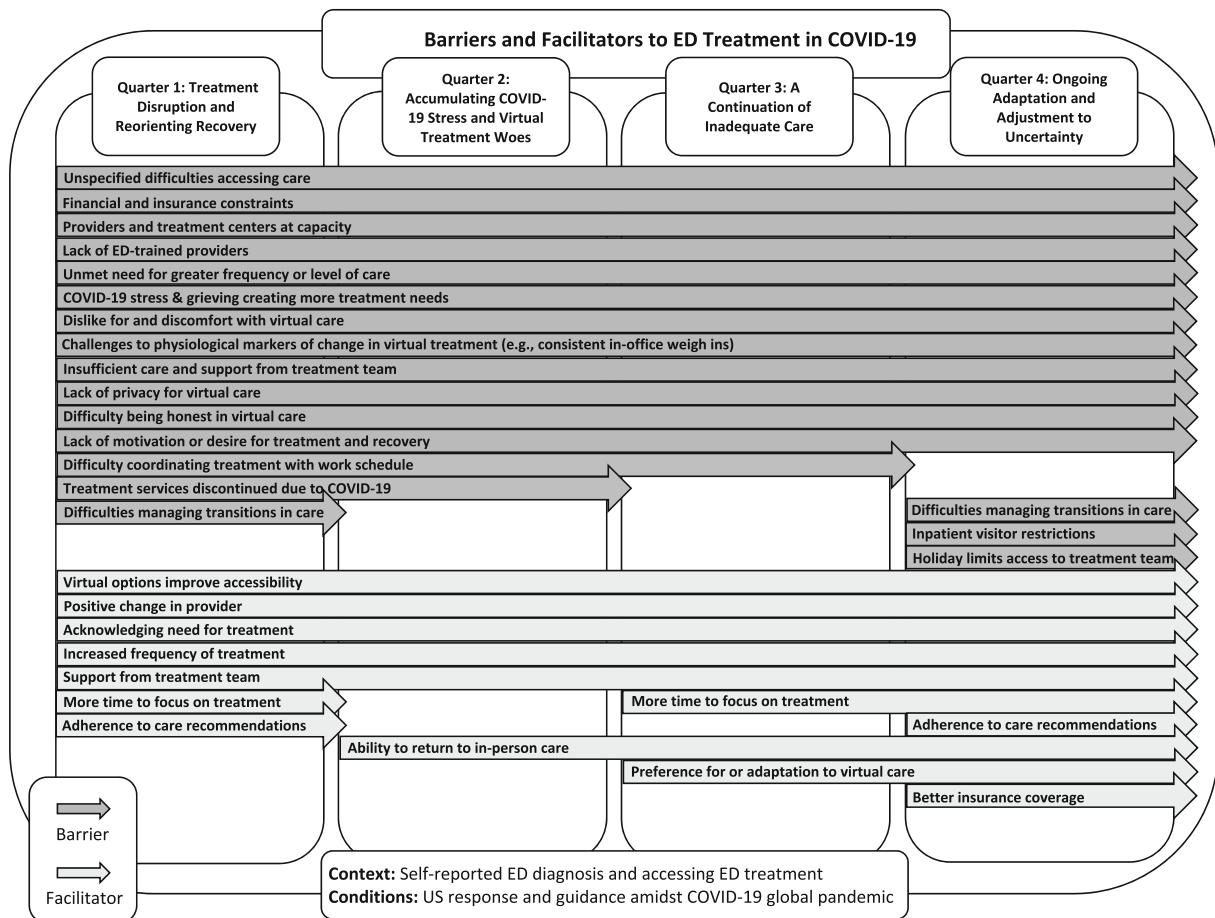 Barriers and Facilitators to ED Treatment in COVID-19
Quarter 1: Treatment
Disruption and
Reorienting Recovery
Quarter 2:
Accumulating COVID-
19 Stress and Virtual
Treatment Woes
Quarter 3: A
Continuation of
Inadequate Care
Quarter 4: Ongoing
Adaptation and
Adjustment to
Uncertainty
Unspecified difficulties accessing care
Financial and insurance constraints
Providers and treatment centers at capacity
Lack of ED-trained providers
Unmet need for greater frequency or level of care
COVID-19 stress & grieving creating more treatment needs
Dislike for and discomfort with virtual care
Challenges to physiological markers of change in virtual treatment (e.g., consistent in-office weigh ins)
Insufficient care and support from treatment team
Lack of privacy for virtual care
Difficulty being honest in virtual care
Lack of motivation or desire for treatment and recovery
Difficulty coordinating treatment with work schedule
Treatment services discontinued due to COVID-19
Difficulties managing transitions in care
Difficulties managing transitions in care
Inpatient visitor restrictions
Holiday limits access to treatment team
Virtual options improve accessibility
Positive change in provider
Acknowledging need for treatment
Increased frequency of treatment
Support from treatment team
More time to focus on treatment
More time to focus on treatment
Adherence to care recommendations
Adherence to care recommendations
Ability to return to in-person care
Preference for or adaptation to virtual care
Better insurance coverage
Barrier
Facilitator
Context: Self-reported ED diagnosis and accessing ED treatment
Conditions: US response and guidance amidst COVID-19 global pandemic